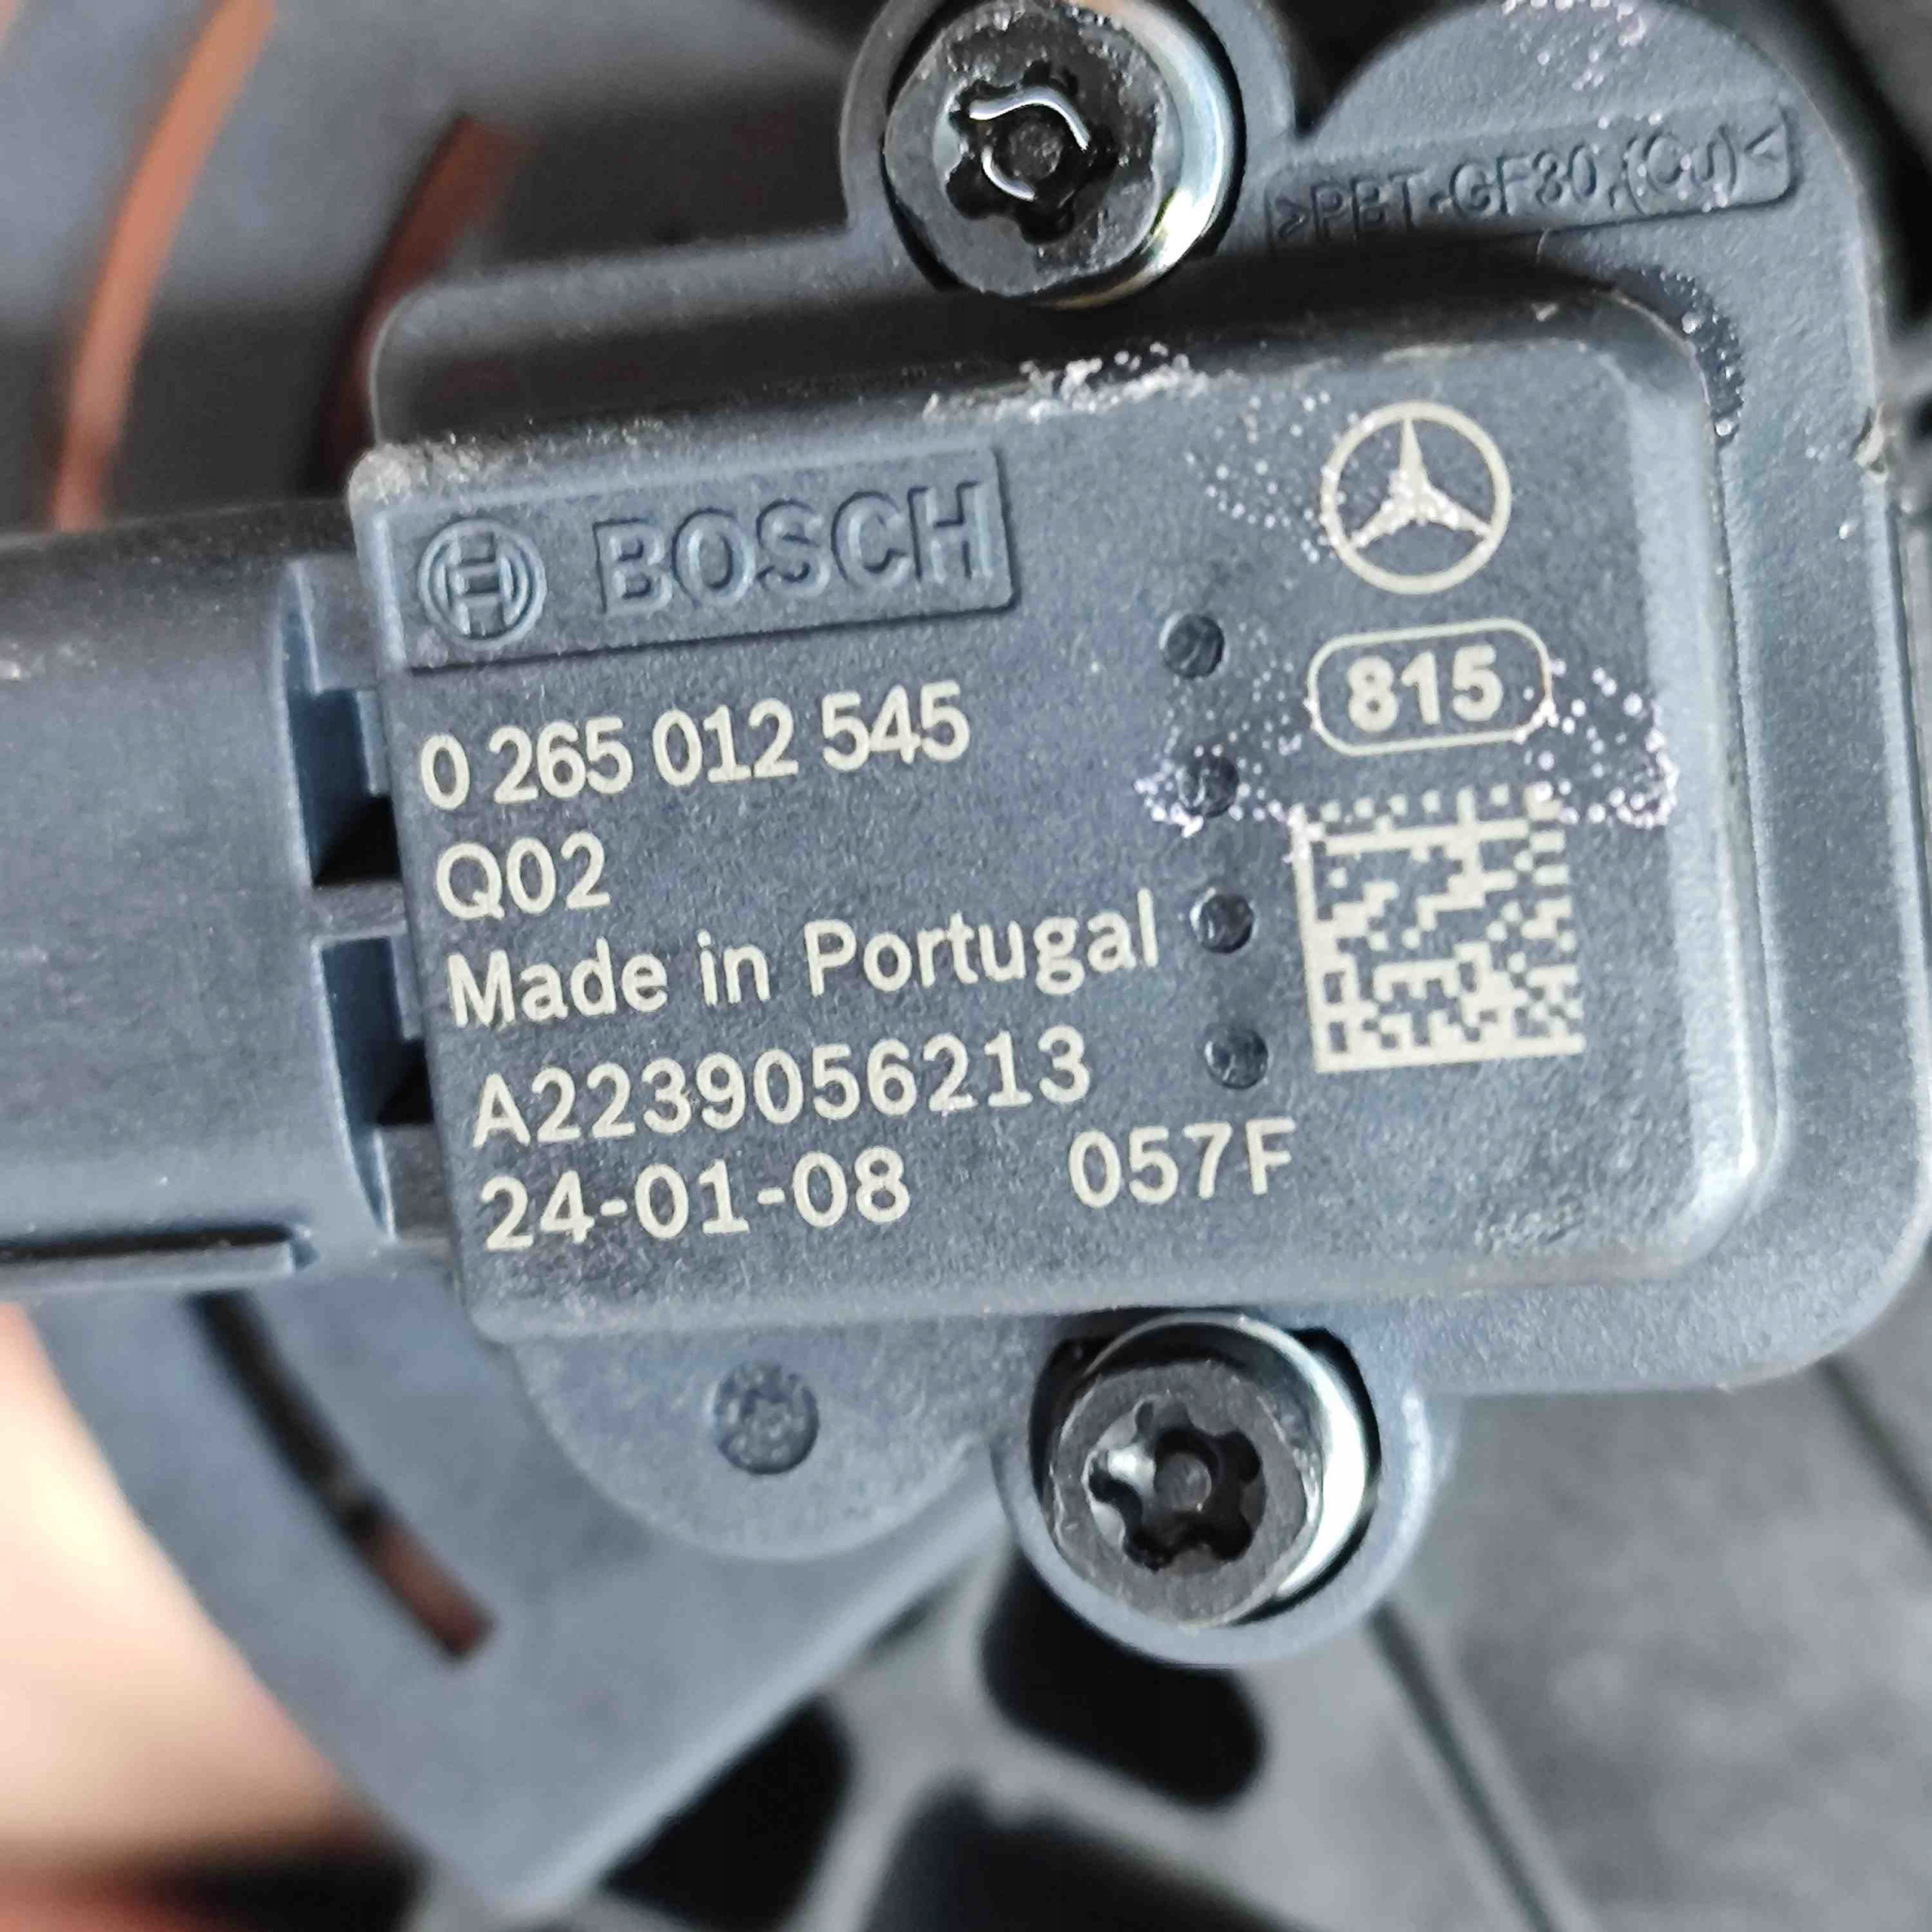 >PBT-GF30,(Cu)<
BOSCH
815
0 265 012 545
Q02
Made in Portugal
A2239056213
24-01-08 057F